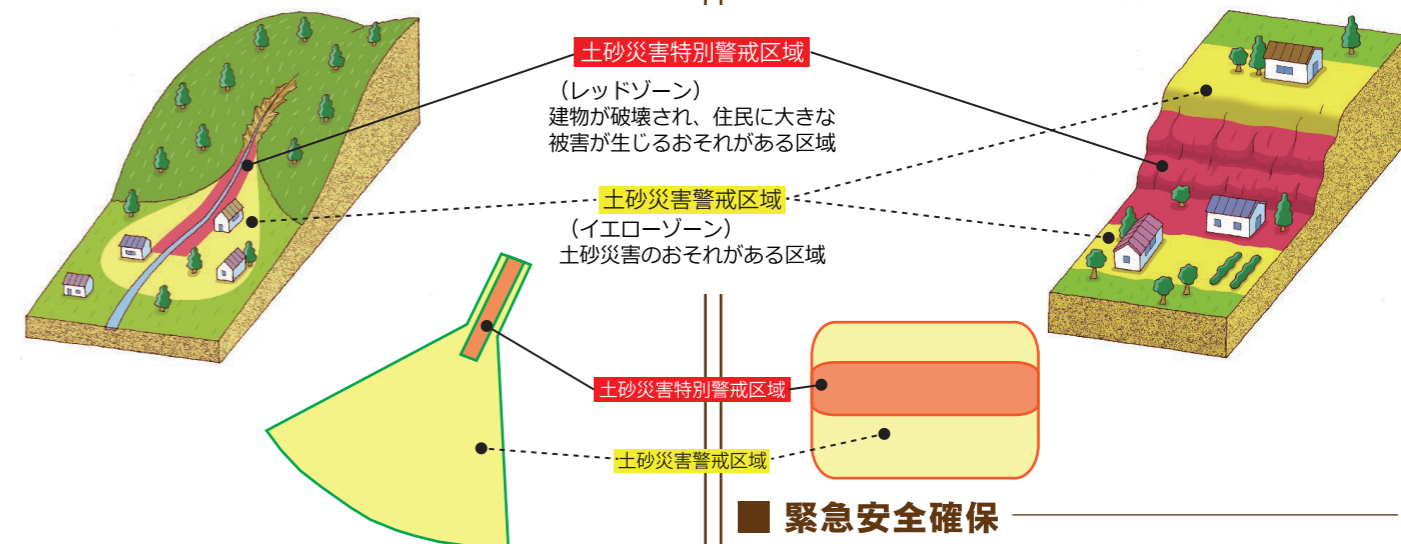 土砂災害特別警戒区域
（レッドゾーン）
建物が破壊され、住民に大きな
被害が生じるおそれがある区域
土砂災害警戒区域
（イエローゾーン）
土砂災害のおそれがある区域
土砂災害特別警戒区域
土砂災害警戒区域
■ 緊急安全確保